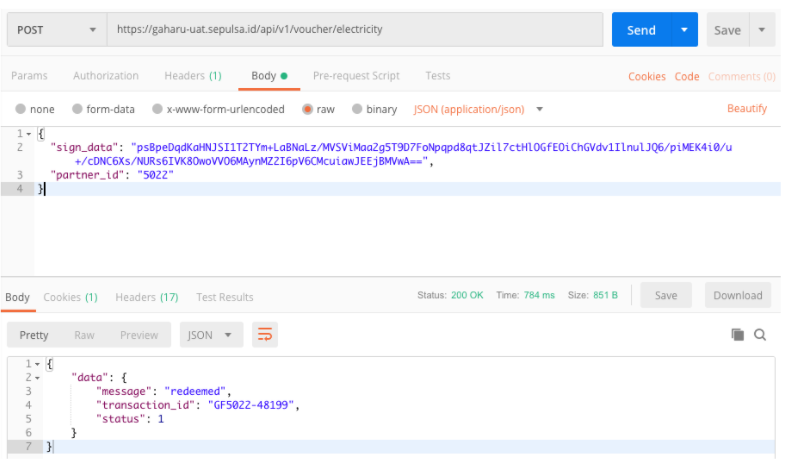 POST https://gaharu-uat.sepulsa.id/api/v1/voucher/electricity Send Save
Params Authorization Headers (1) Body Pre-request Script Tests Cookies Code Comments (0)
none form-data x-www-form-urlencoded raw binary JSON (application/json) Beautify
1 {
2 "sign_data": "ps8peDqdKaHNJSI1T2TYm+LaBNaLz/MVSViMaa2g5T9D7FoNpqpd8qtJZil7ctHlOGfEOiChGVdv1IlnulJQ6/piMEK4i0/u
+/cDNC6Xs/NURs6IVK8OwoVVO6MAynMZ2I6pV6CMcuiawJEEjBMVwA==",
3 "partner_id": "5022"
4 }
Body Cookies (1) Headers (17) Test Results Status: 200 OK Time: 784 ms Size: 851 B Save Download
Pretty Raw Preview JSON
1 {
2 "data": {
3 "message": "redeemed",
4 "transaction_id": "GF5022-48199",
5 "status": 1
6 }
7 }